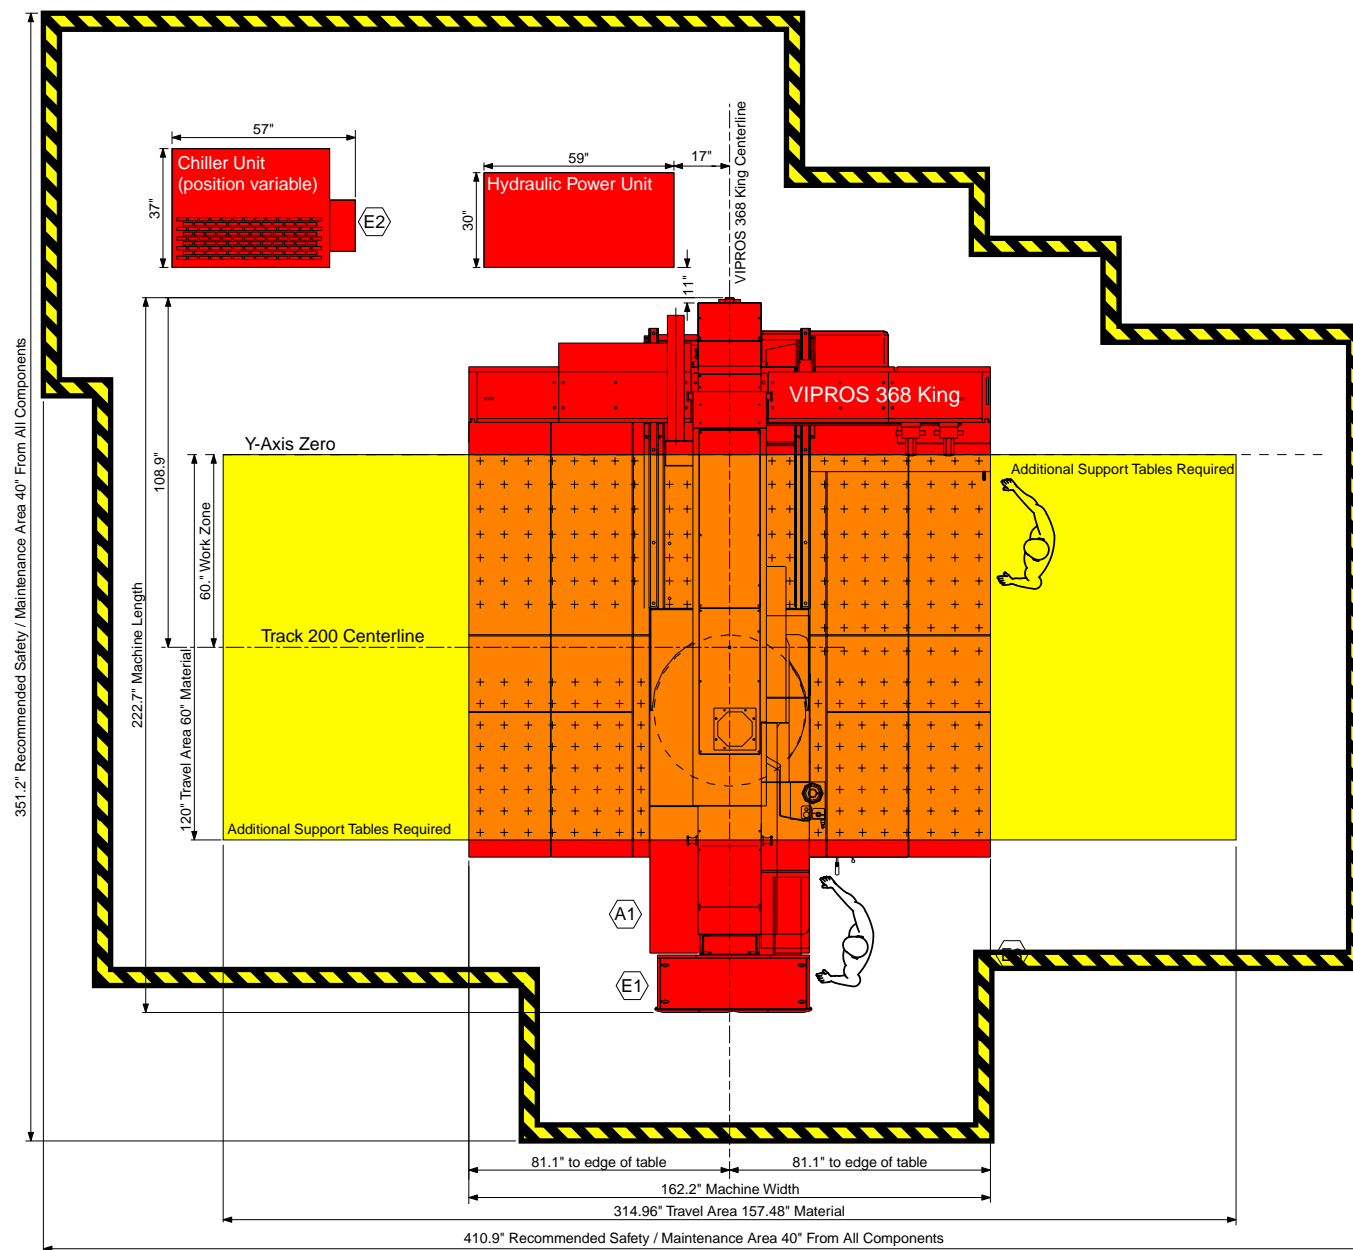 57"
Chiller Unit
(position variable)
37"
E2
59"
17"
Hydraulic Power Unit
30"
11"
VIPROS 368 King Centerline
VIPROS 368 King
Y-Axis Zero
Additional Support Tables Required
108.9"
60." Work Zone
Track 200 Centerline
222.7" Machine Length
120" Travel Area 60" Material
351.2" Recommended Safety / Maintenance Area 40" From All Components
Additional Support Tables Required
A1
E1
81.1" to edge of table
81.1" to edge of table
162.2" Machine Width
314.96" Travel Area 157.48" Material
410.9" Recommended Safety / Maintenance Area 40" From All Components